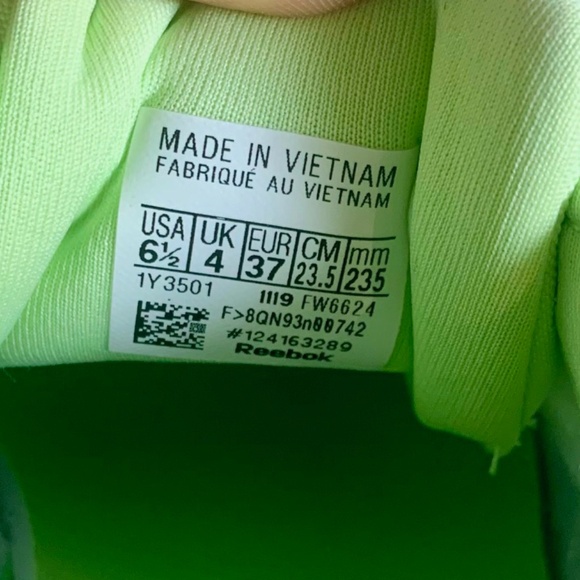 MADE IN VIETNAM
FABRIQUÉ AU VIETNAM
USA UK EUR CM mm
6½ 4 37 23.5 235
1Y3501 1119 FW6624
F>8QN93n00742
#124163289
Reebok